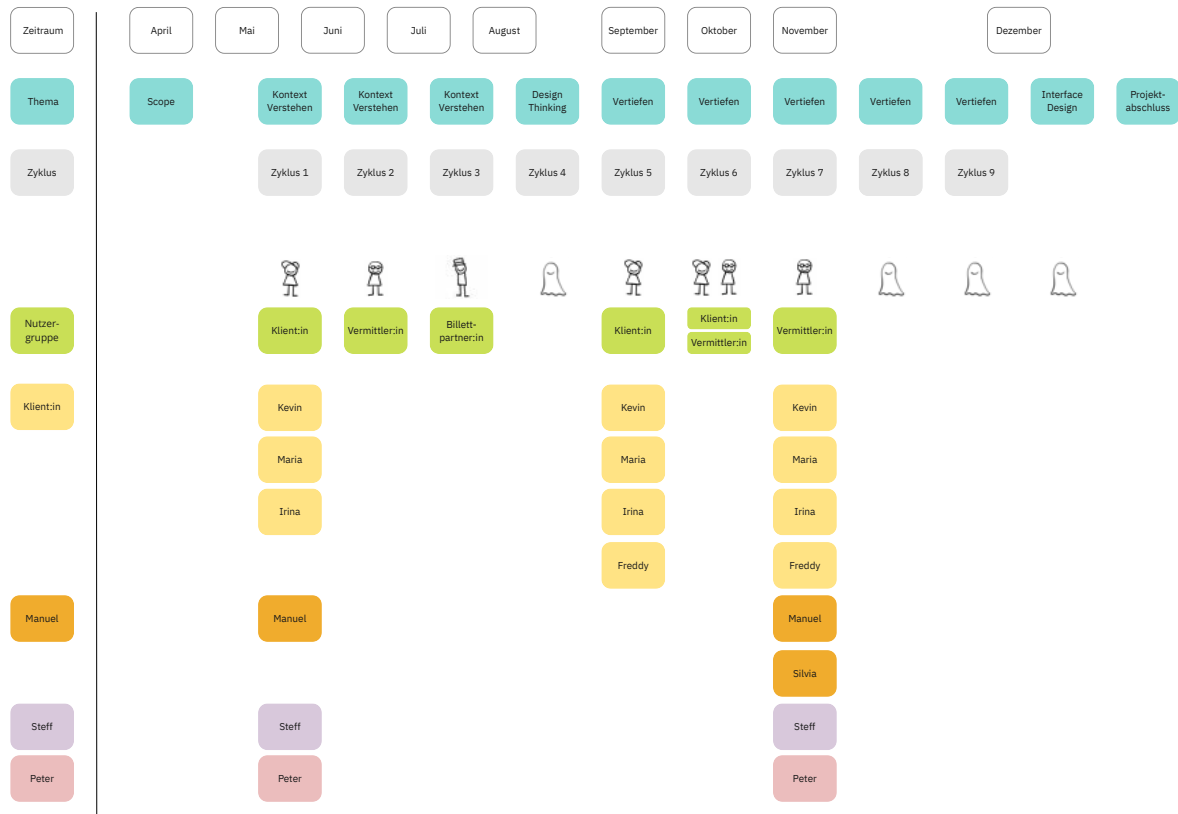 Zeitraum
April
Mai
Juni
Juli
August
September
Oktober
November
Dezember
Thema
Scope
Kontext
Verstehen
Kontext
Verstehen
Kontext
Verstehen
Design
Thinking
Vertiefen
Vertiefen
Vertiefen
Vertiefen
Vertiefen
Interface
Design
Projekt-
abschluss
Zyklus
Zyklus 1
Zyklus 2
Zyklus 3
Zyklus 4
Zyklus 5
Zyklus 6
Zyklus 7
Zyklus 8
Zyklus 9
Nutzer-
gruppe
Klient:in
Vermittler:in
Billett-
partner:in
Klient:in
Klient:in
Vermittler:in
Vermittler:in
Klient:in
Kevin
Kevin
Kevin
Maria
Maria
Maria
Irina
Irina
Irina
Freddy
Freddy
Manuel
Manuel
Manuel
Silvia
Steff
Steff
Steff
Peter
Peter
Peter